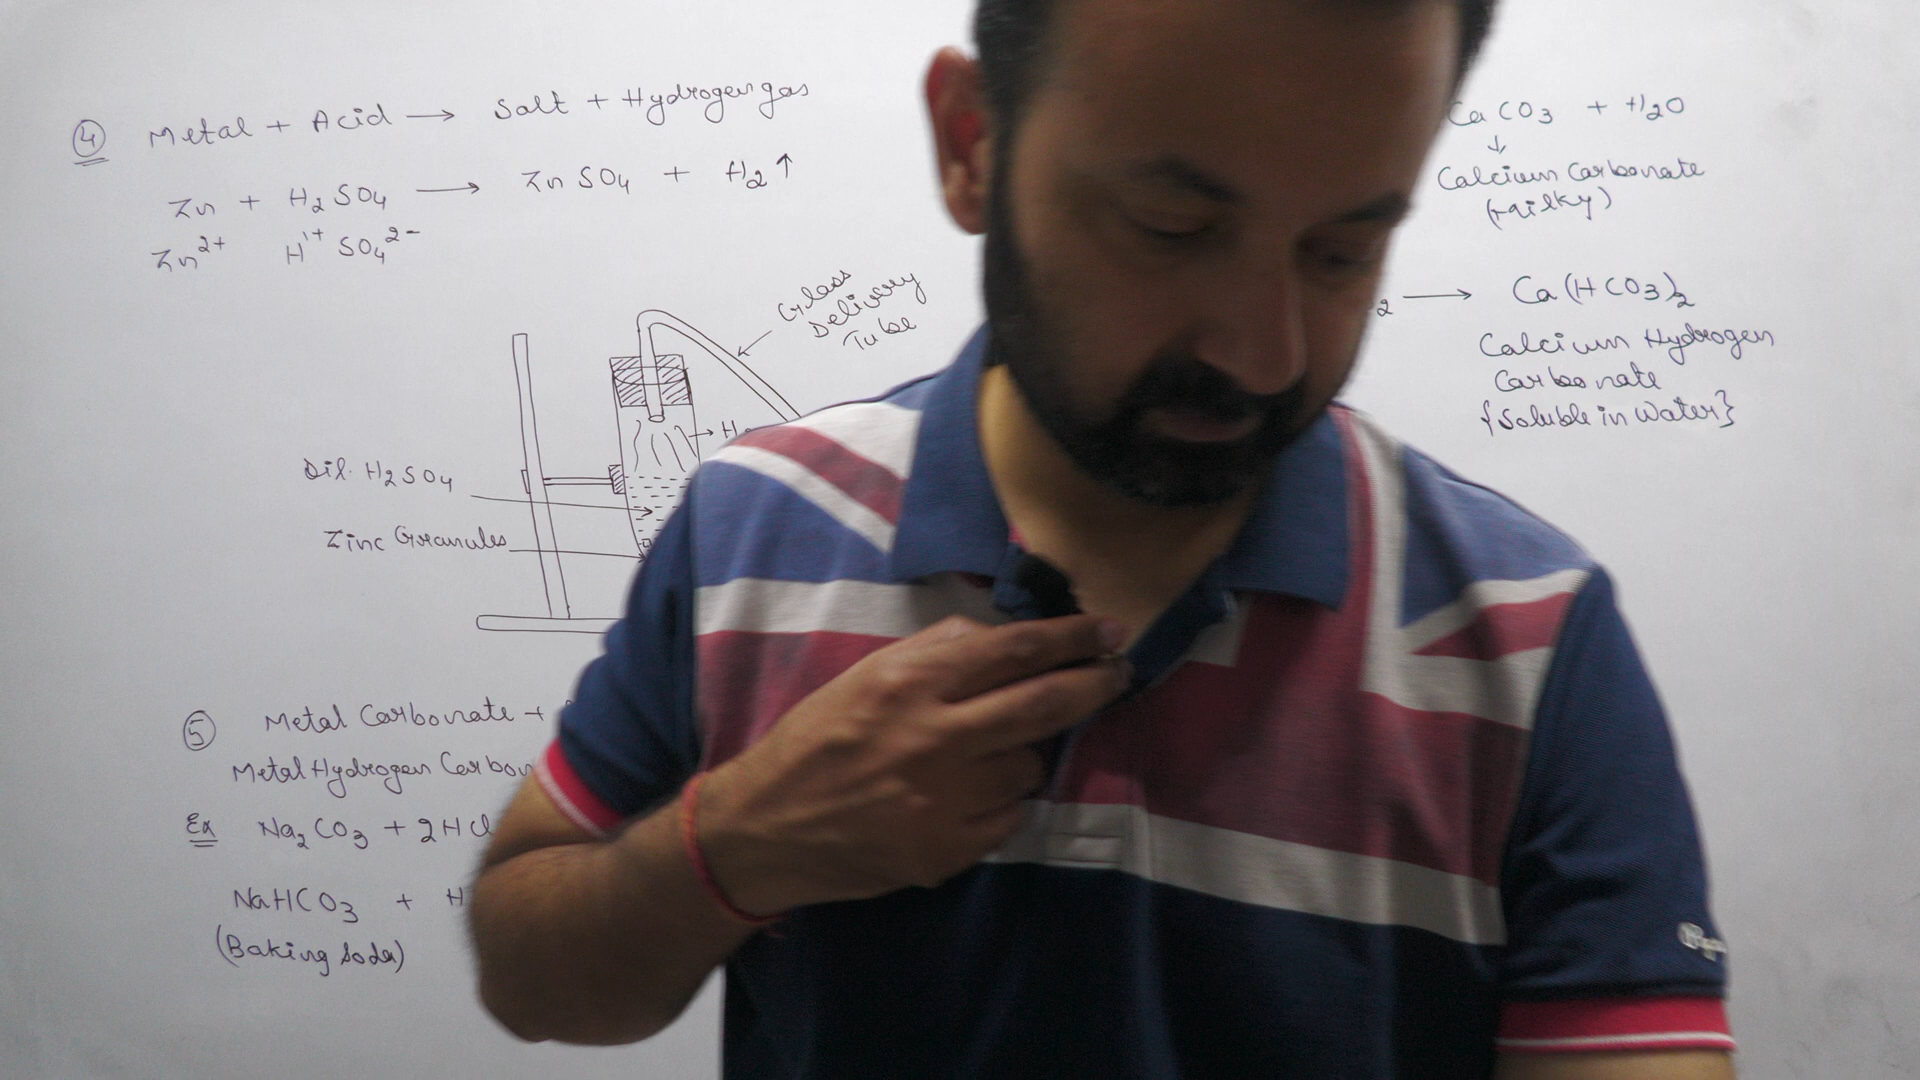 4 Metal + Acid → Salt + Hydrogen gas
Zn + H2SO4 → ZnSO4 + H2↑
Zn2+ H1+ SO42-
Glass
Delivery
Tube
Dil. H2SO4
Zinc Granules
5 Metal Carbonate +
Metal Hydrogen Carbon
Ex Na2CO3 + 2HCl
NaHCO3 + H
(Baking Soda)
CaCO3 + H2O
↓
Calcium Carbonate
(milky)
2 → Ca(HCO3)2
Calcium Hydrogen
Carbonate
{Soluble in Water}